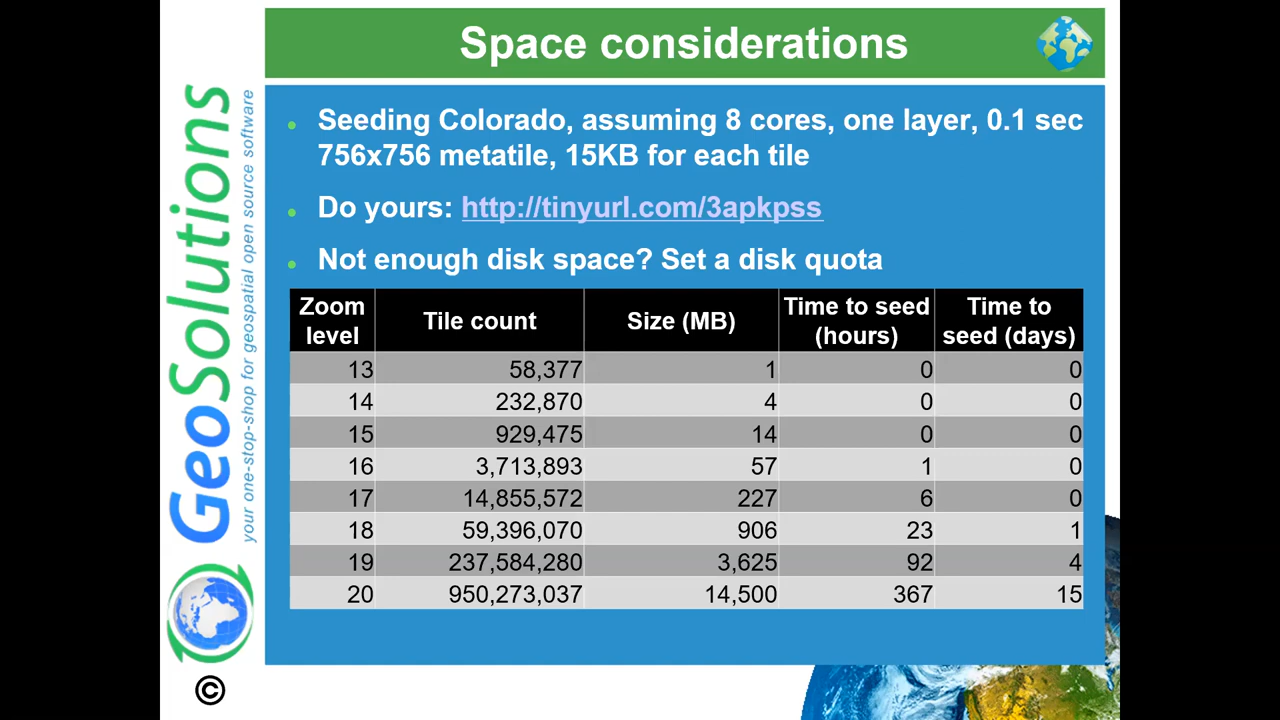 Space considerations
Seeding Colorado, assuming 8 cores, one layer, 0.1 sec
756x756 metatile, 15KB for each tile
Do yours: http://tinyurl.com/3apkpss
Not enough disk space? Set a disk quota
Zoom level Tile count Size (MB) Time to seed (hours) Time to seed (days)
13 58,377 1 0 0
14 232,870 4 0 0
15 929,475 14 0 0
16 3,713,893 57 1 0
17 14,855,572 227 6 0
18 59,396,070 906 23 1
19 237,584,280 3,625 92 4
20 950,273,037 14,500 367 15
GeoSolutions
your one-stop-shop for geospatial open source software
©